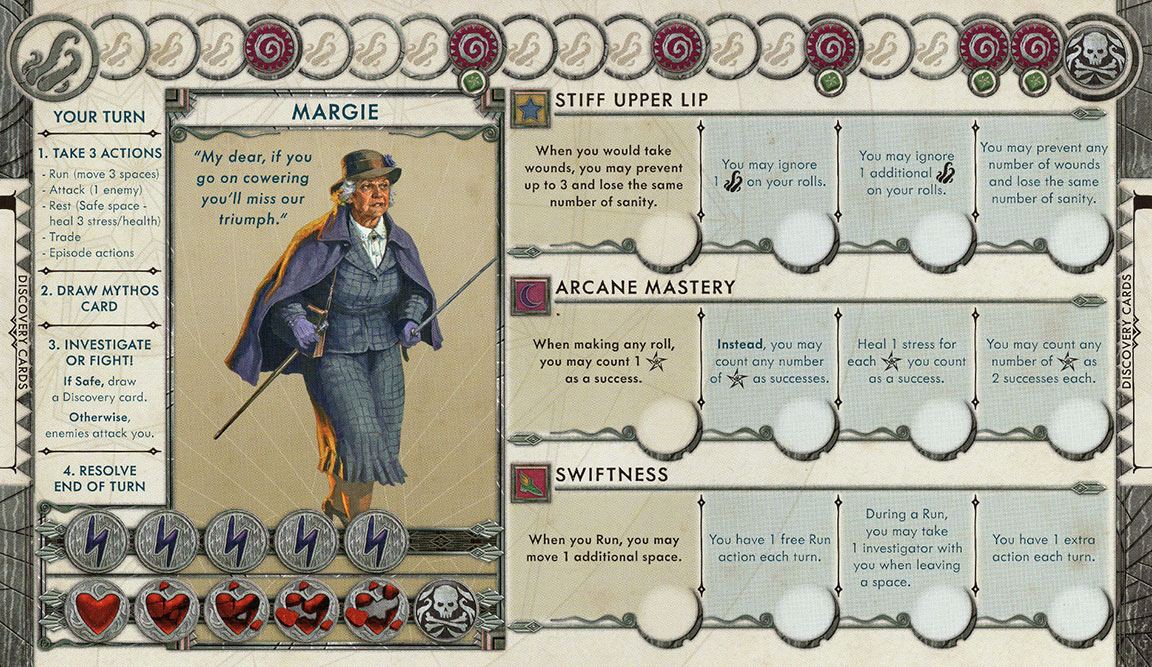 YOUR TURN
1. TAKE 3 ACTIONS
- Run (move 3 spaces)
- Attack (1 enemy)
- Rest (Safe space -
heal 3 stress/health)
- Trade
- Episode actions
2. DRAW MYTHOS
CARD
3. INVESTIGATE
OR FIGHT!
If Safe, draw
a Discovery card.
Otherwise,
enemies attack you.
4. RESOLVE
END OF TURN
DISCOVERY CARDS
MARGIE
"My dear, if you
go on cowering
you'll miss our
triumph."
STIFF UPPER LIP
When you would take
wounds, you may prevent
up to 3 and lose the same
number of sanity.
You may ignore
1 on your rolls.
You may ignore
1 additional
on your rolls.
You may prevent any
number of wounds
and lose the same
number of sanity.
ARCANE MASTERY
When making any roll,
you may count 1
as a success.
Instead, you may
count any number
of as successes.
Heal 1 stress for
each you count
as a success.
You may count any
number of as
2 successes each.
SWIFTNESS
When you Run, you may
move 1 additional space.
You have 1 free Run
action each turn.
During a Run,
you may take
1 investigator with
you when leaving
a space.
You have 1 extra
action each turn.
DISCOVERY CARDS